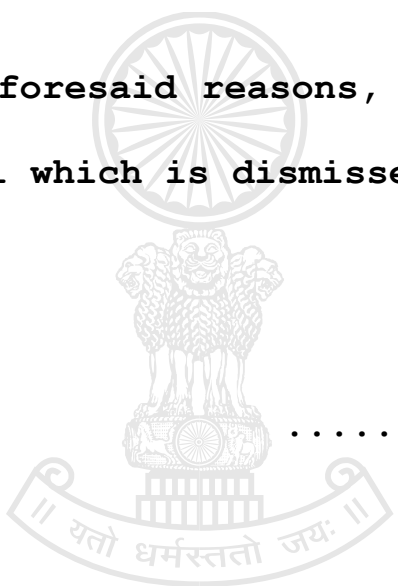 foresaid reasons,
which is dismisse
.....
॥ यतो धर्मस्ततो जयः ॥